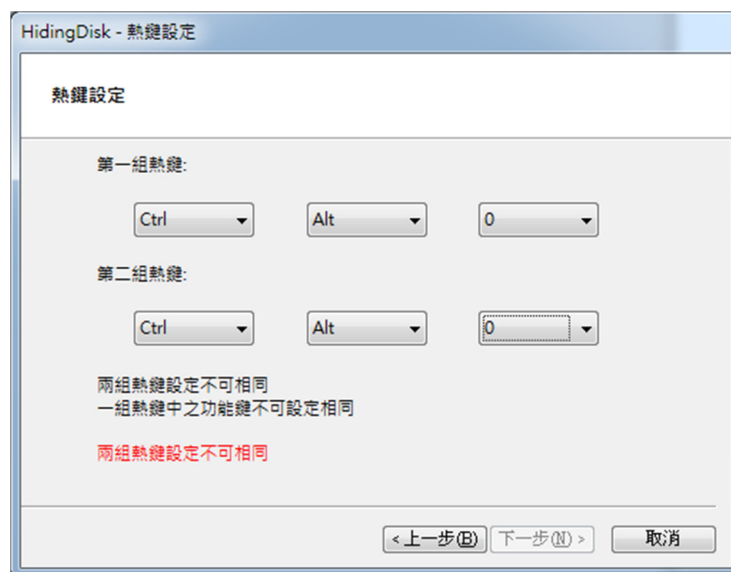 HidingDisk - 熱鍵設定
熱鍵設定
第一組熱鍵:
Ctrl Alt 0
第二組熱鍵:
Ctrl Alt 0
兩組熱鍵設定不可相同
一組熱鍵中之功能鍵不可設定相同
兩組熱鍵設定不可相同
<上一步(B) 下一步(N) > 取消